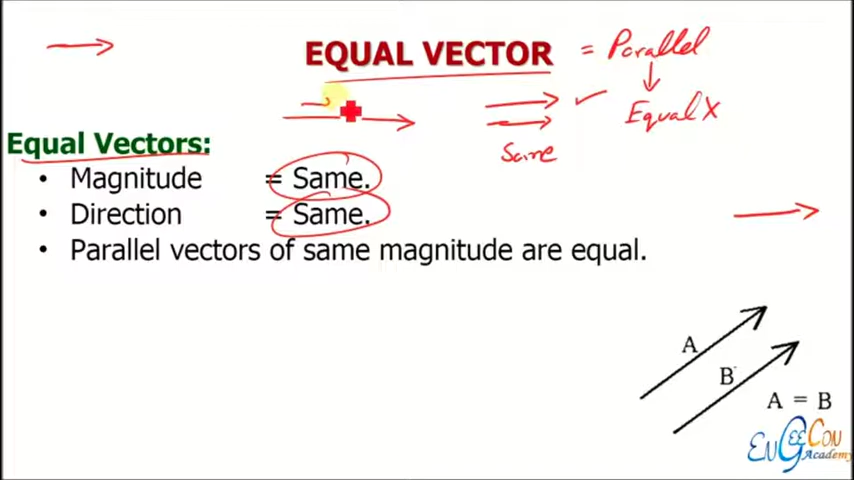 EQUAL VECTOR = Parallel
Equal X
Same
Equal Vectors:
• Magnitude = Same.
• Direction = Same.
• Parallel vectors of same magnitude are equal.
A
B
A = B
EnGEECON
Academy